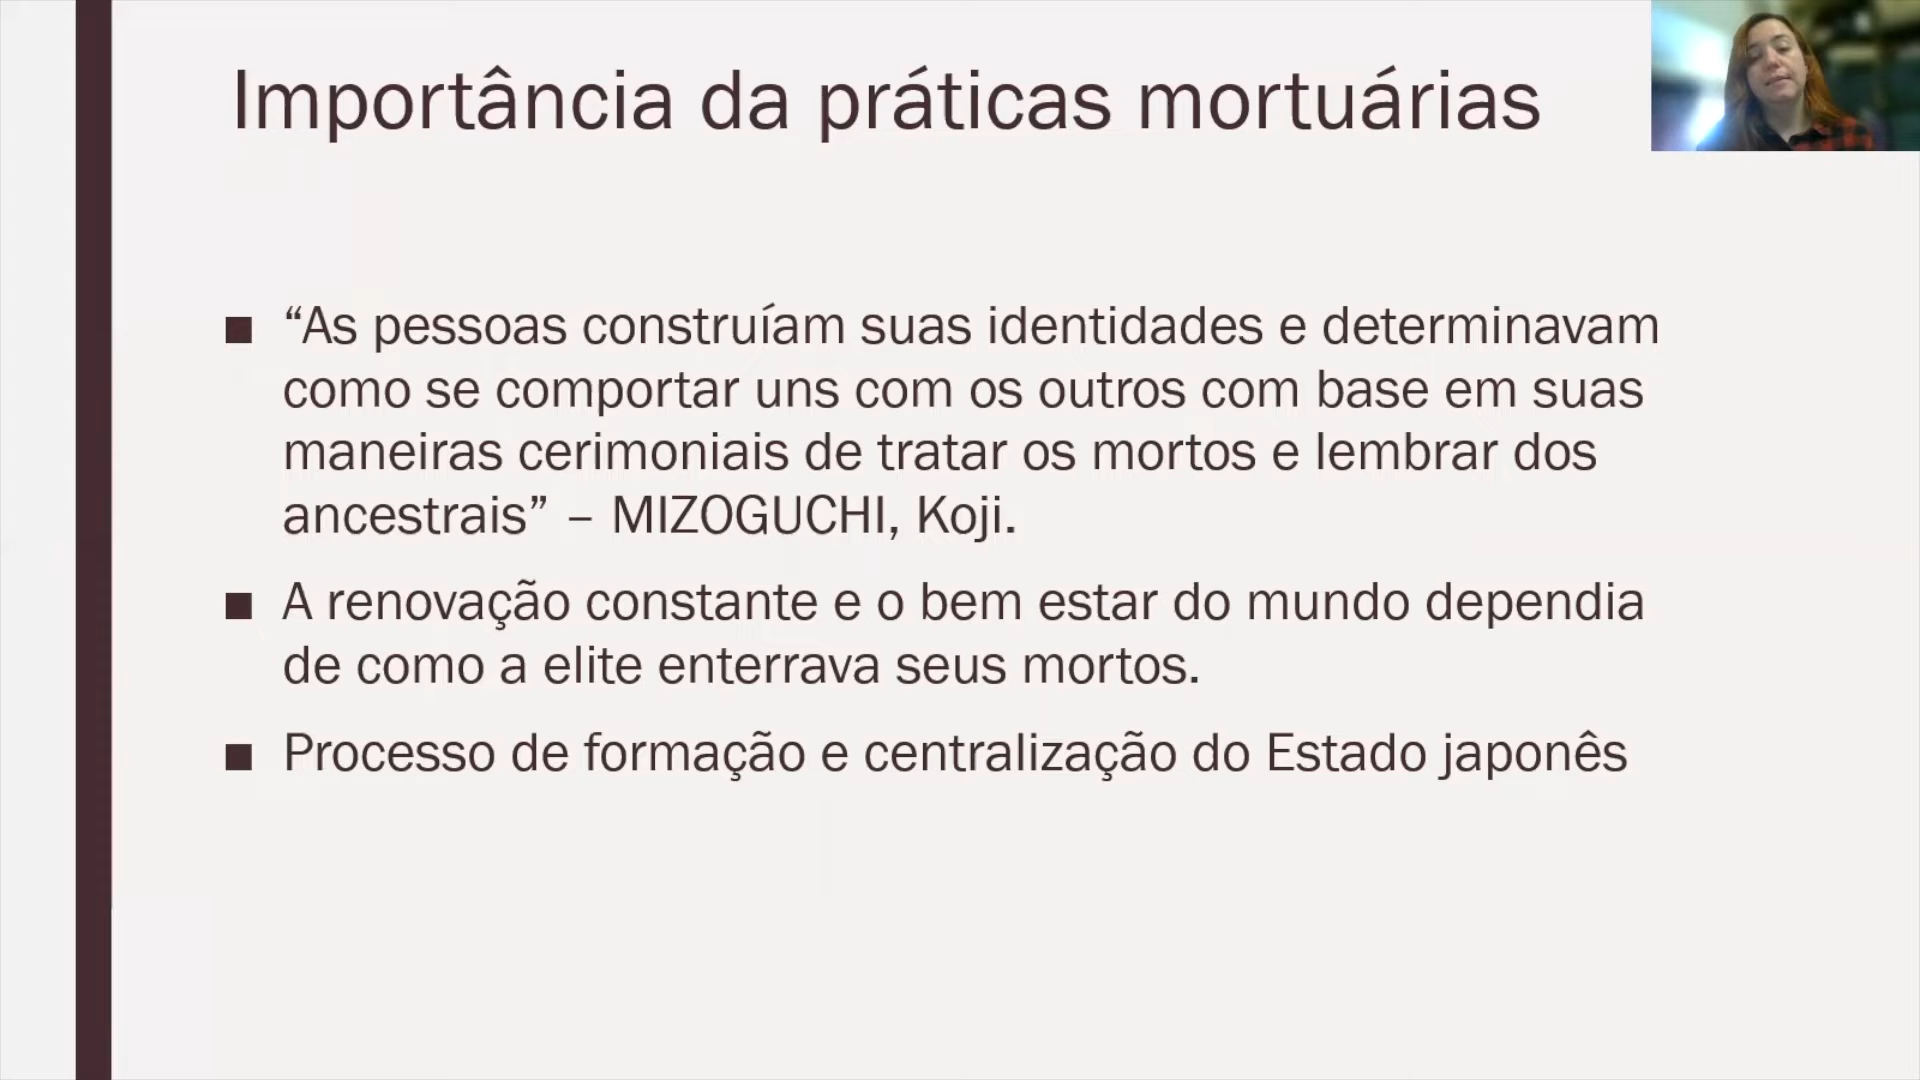 Importância da práticas mortuárias
■ “As pessoas construíam suas identidades e determinavam
como se comportar uns com os outros com base em suas
maneiras cerimoniais de tratar os mortos e lembrar dos
ancestrais” – MIZOGUCHI, Koji.
■ A renovação constante e o bem estar do mundo dependia
de como a elite enterrava seus mortos.
■ Processo de formação e centralização do Estado japonês